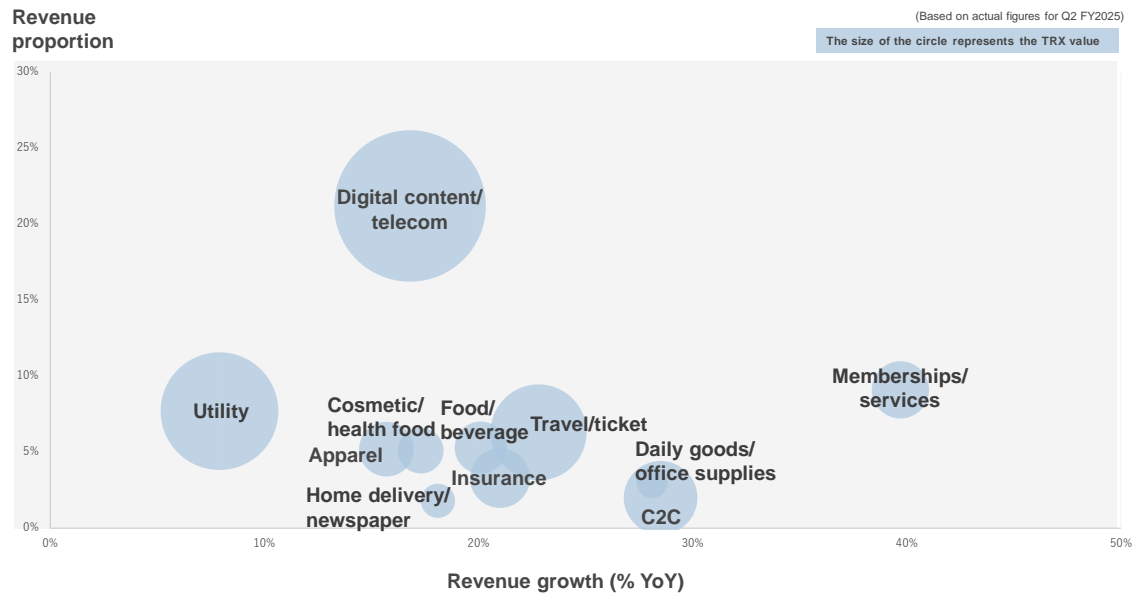 Revenue
proportion
(Based on actual figures for Q2 FY2025)
The size of the circle represents the TRX value
30%
25%
20%
15%
10%
5%
0%
Digital content/
telecom
Utility
Cosmetic/
health food
Apparel
Food/
beverage
Travel/ticket
Insurance
Home delivery/
newspaper
Daily goods/
office supplies
C2C
Memberships/
services
0%
10%
20%
30%
40%
50%
Revenue growth (% YoY)